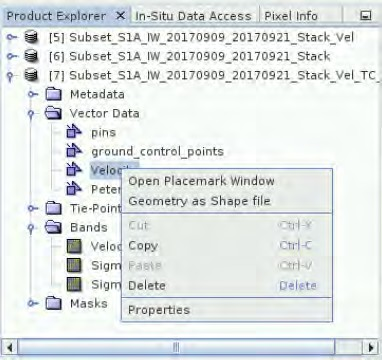 Product Explorer X In-Situ Data Access Pixel Info
[5] Subset_S1A_IW_20170909_20170921_Stack_Vel
[6] Subset_S1A_IW_20170909_20170921_Stack
[7] Subset_S1A_IW_20170909_20170921_Stack_Vel_TC_
Metadata
Vector Data
pins
ground_control_points
Veloci
Peter
Tie-Point
Bands
Veloc
Sigm
Sigm
Masks
Open Placemark Window
Geometry as Shape file
Cut Ctrl-X
Copy Ctrl-C
Paste Ctrl-V
Delete Delete
Properties